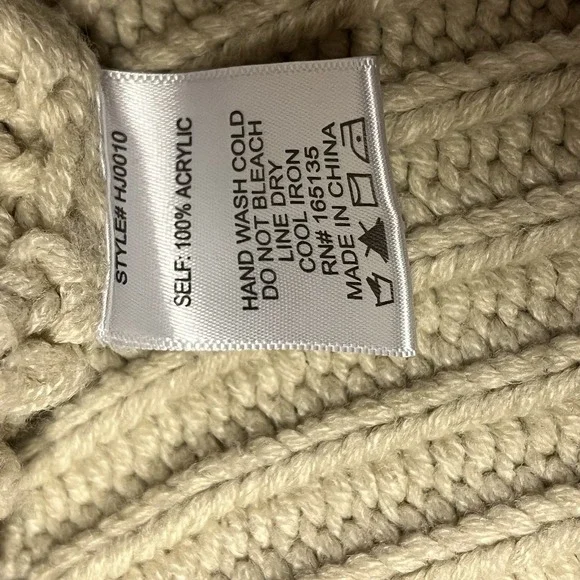 STYLE# HJ0010
SELF: 100% ACRYLIC
HAND WASH COLD
DO NOT BLEACH
LINE DRY
COOL IRON
RN# 165135
MADE IN CHINA